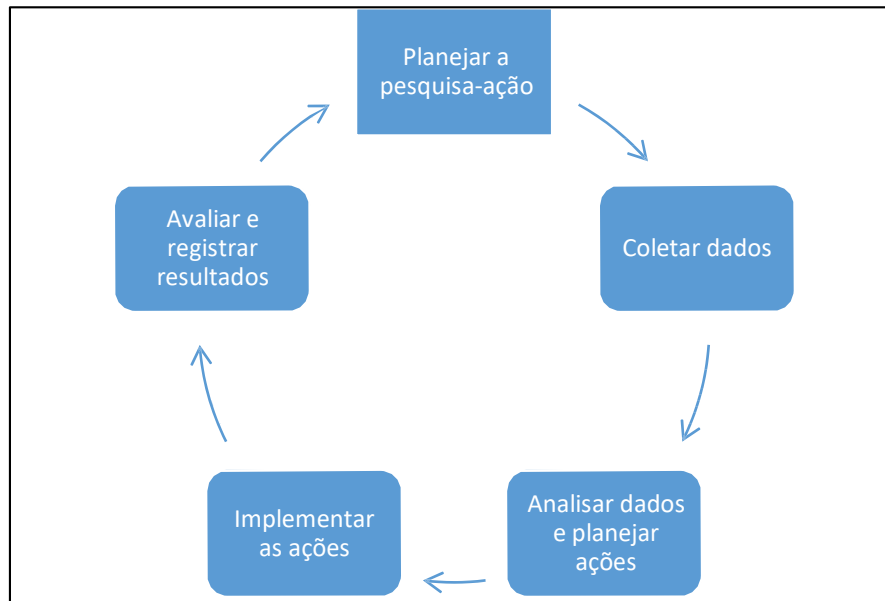 Planejar a
pesquisa-ação
Coletar dados
Analisar dados
e planejar
ações
Implementar
as ações
Avaliar e
registrar
resultados